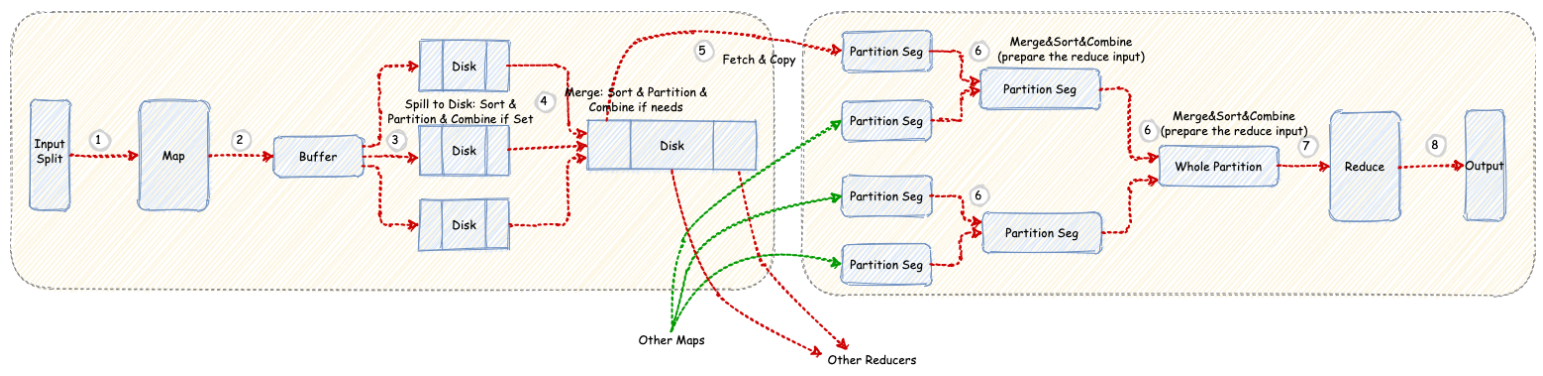 Input
Split
1
Map
2
Buffer
3
Spill to Disk: Sort &
Partition & Combine if Set
Disk
Disk
Disk
4
Merge: Sort & Partition &
Combine if needs
Disk
5
Fetch & Copy
Other Maps
Other Reducers
Partition Seg
Partition Seg
Partition Seg
Partition Seg
6
Merge&Sort&Combine
(prepare the reduce input)
Partition Seg
6
Partition Seg
6
Merge&Sort&Combine
(prepare the reduce input)
Whole Partition
7
Reduce
8
Output